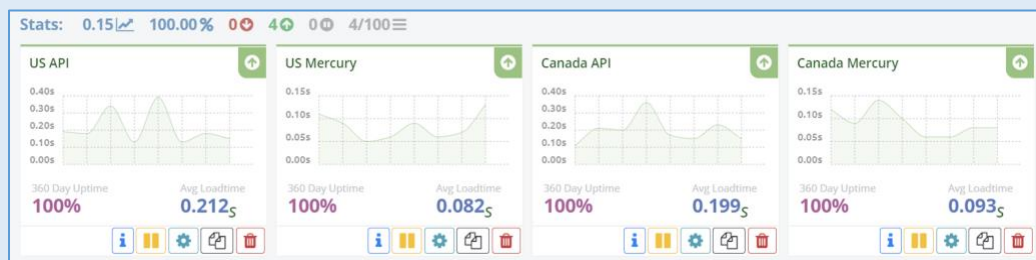 Stats: 0.15 100.00% 0 4 0 4/100
US API
0.40s
0.30s
0.20s
0.10s
0.00s
360 Day Uptime Avg Loadtime
100% 0.212s
US Mercury
0.15s
0.10s
0.05s
0.00s
360 Day Uptime Avg Loadtime
100% 0.082s
Canada API
0.40s
0.30s
0.20s
0.10s
0.00s
360 Day Uptime Avg Loadtime
100% 0.199s
Canada Mercury
0.15s
0.10s
0.05s
0.00s
360 Day Uptime Avg Loadtime
100% 0.093s